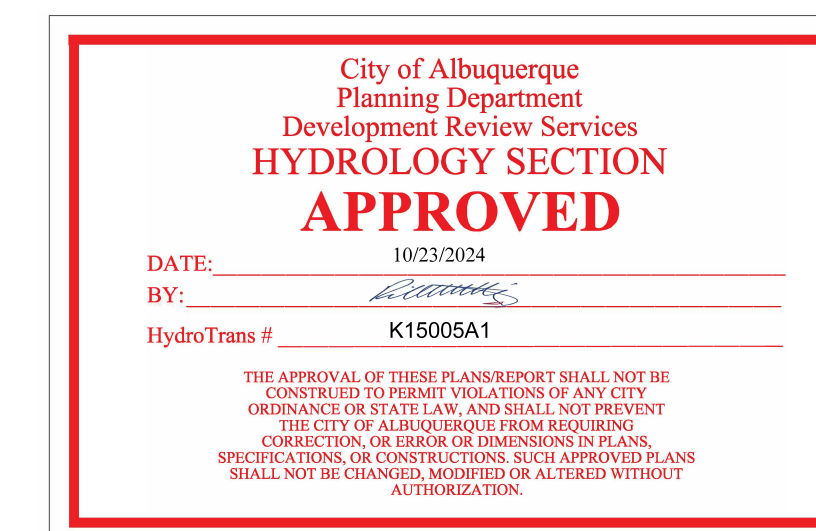 City of Albuquerque
Planning Department
Development Review Services
HYDROLOGY SECTION
APPROVED
DATE: 10/23/2024
BY:
HydroTrans # K15005A1
THE APPROVAL OF THESE PLANS/REPORT SHALL NOT BE
CONSTRUED TO PERMIT VIOLATIONS OF ANY CITY
ORDINANCE OR STATE LAW, AND SHALL NOT PREVENT
THE CITY OF ALBUQUERQUE FROM REQUIRING
CORRECTION, OR ERROR OR DIMENSIONS IN PLANS,
SPECIFICATIONS, OR CONSTRUCTIONS. SUCH APPROVED PLANS
SHALL NOT BE CHANGED, MODIFIED OR ALTERED WITHOUT
AUTHORIZATION.